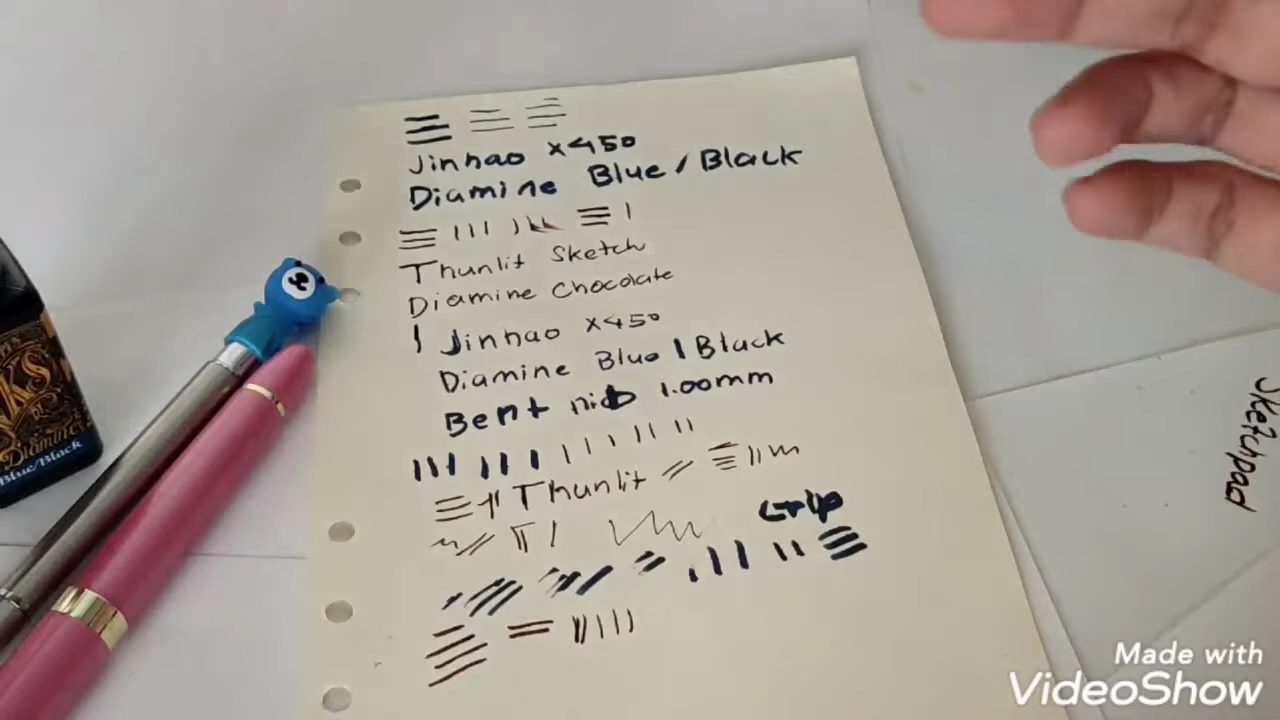 Jinhao x450
Diamine Blue / Black
Thunlit Sketch
Diamine Chocolate
Jinhao x450
Diamine Blue / Black
Bent nib 1.00mm
Thunlit
Diamine
Blue/Black
Sketchpad
Made with
VideoShow